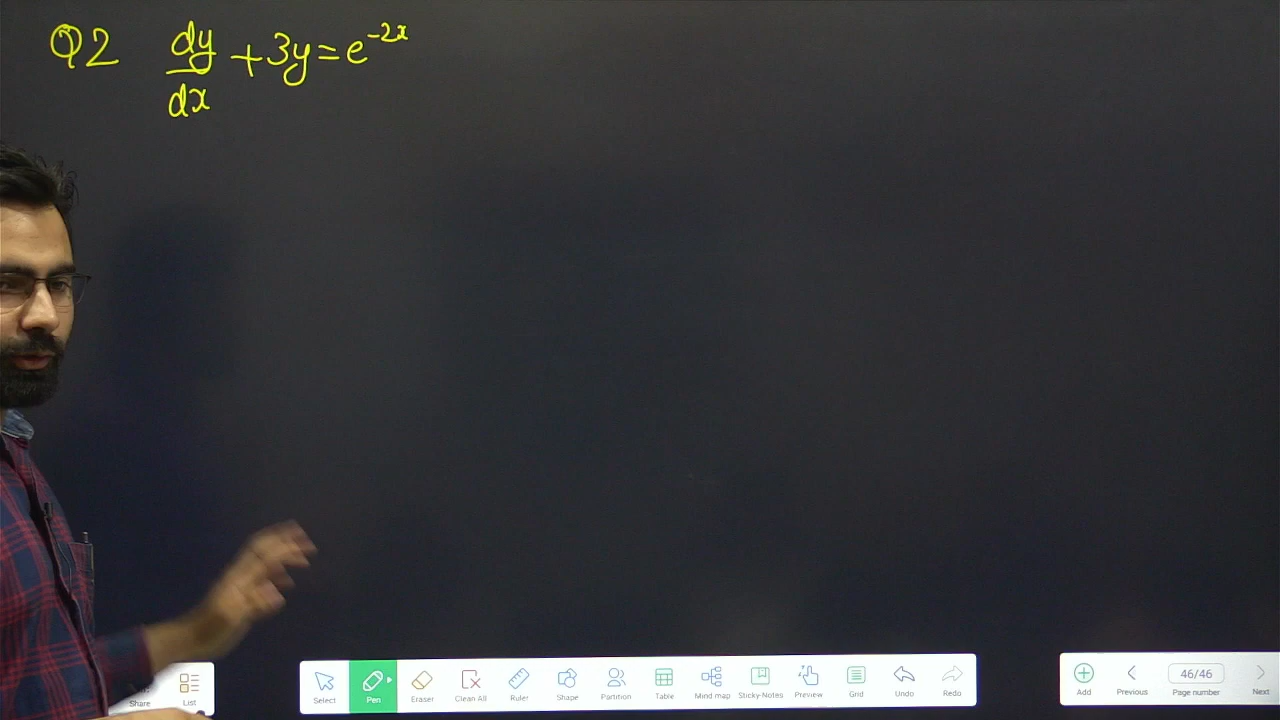 Q2 dy/dx + 3y = e^{-2x}
Share List Select Pen Eraser Clean All Ruler Shape Partition Table Mind map Sticky-Notes Preview Grid Undo Redo Add Previous 46/46 Page number Next